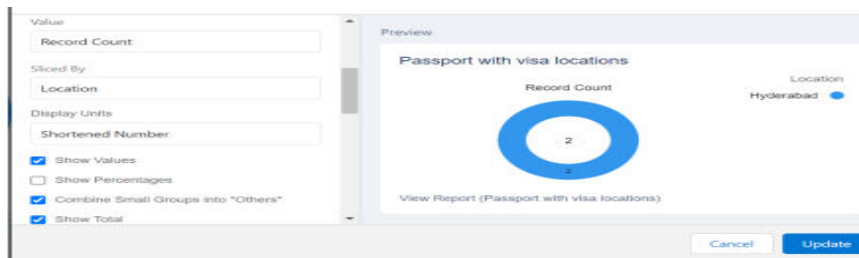 Value
Record Count
Sliced By
Location
Display Units
Shortened Number
Show Values
Show Percentages
Combine Small Groups into "Others"
Show Total
Preview
Passport with visa locations
Record Count
2
2
Location
Hyderabad
View Report (Passport with visa locations)
Cancel
Update